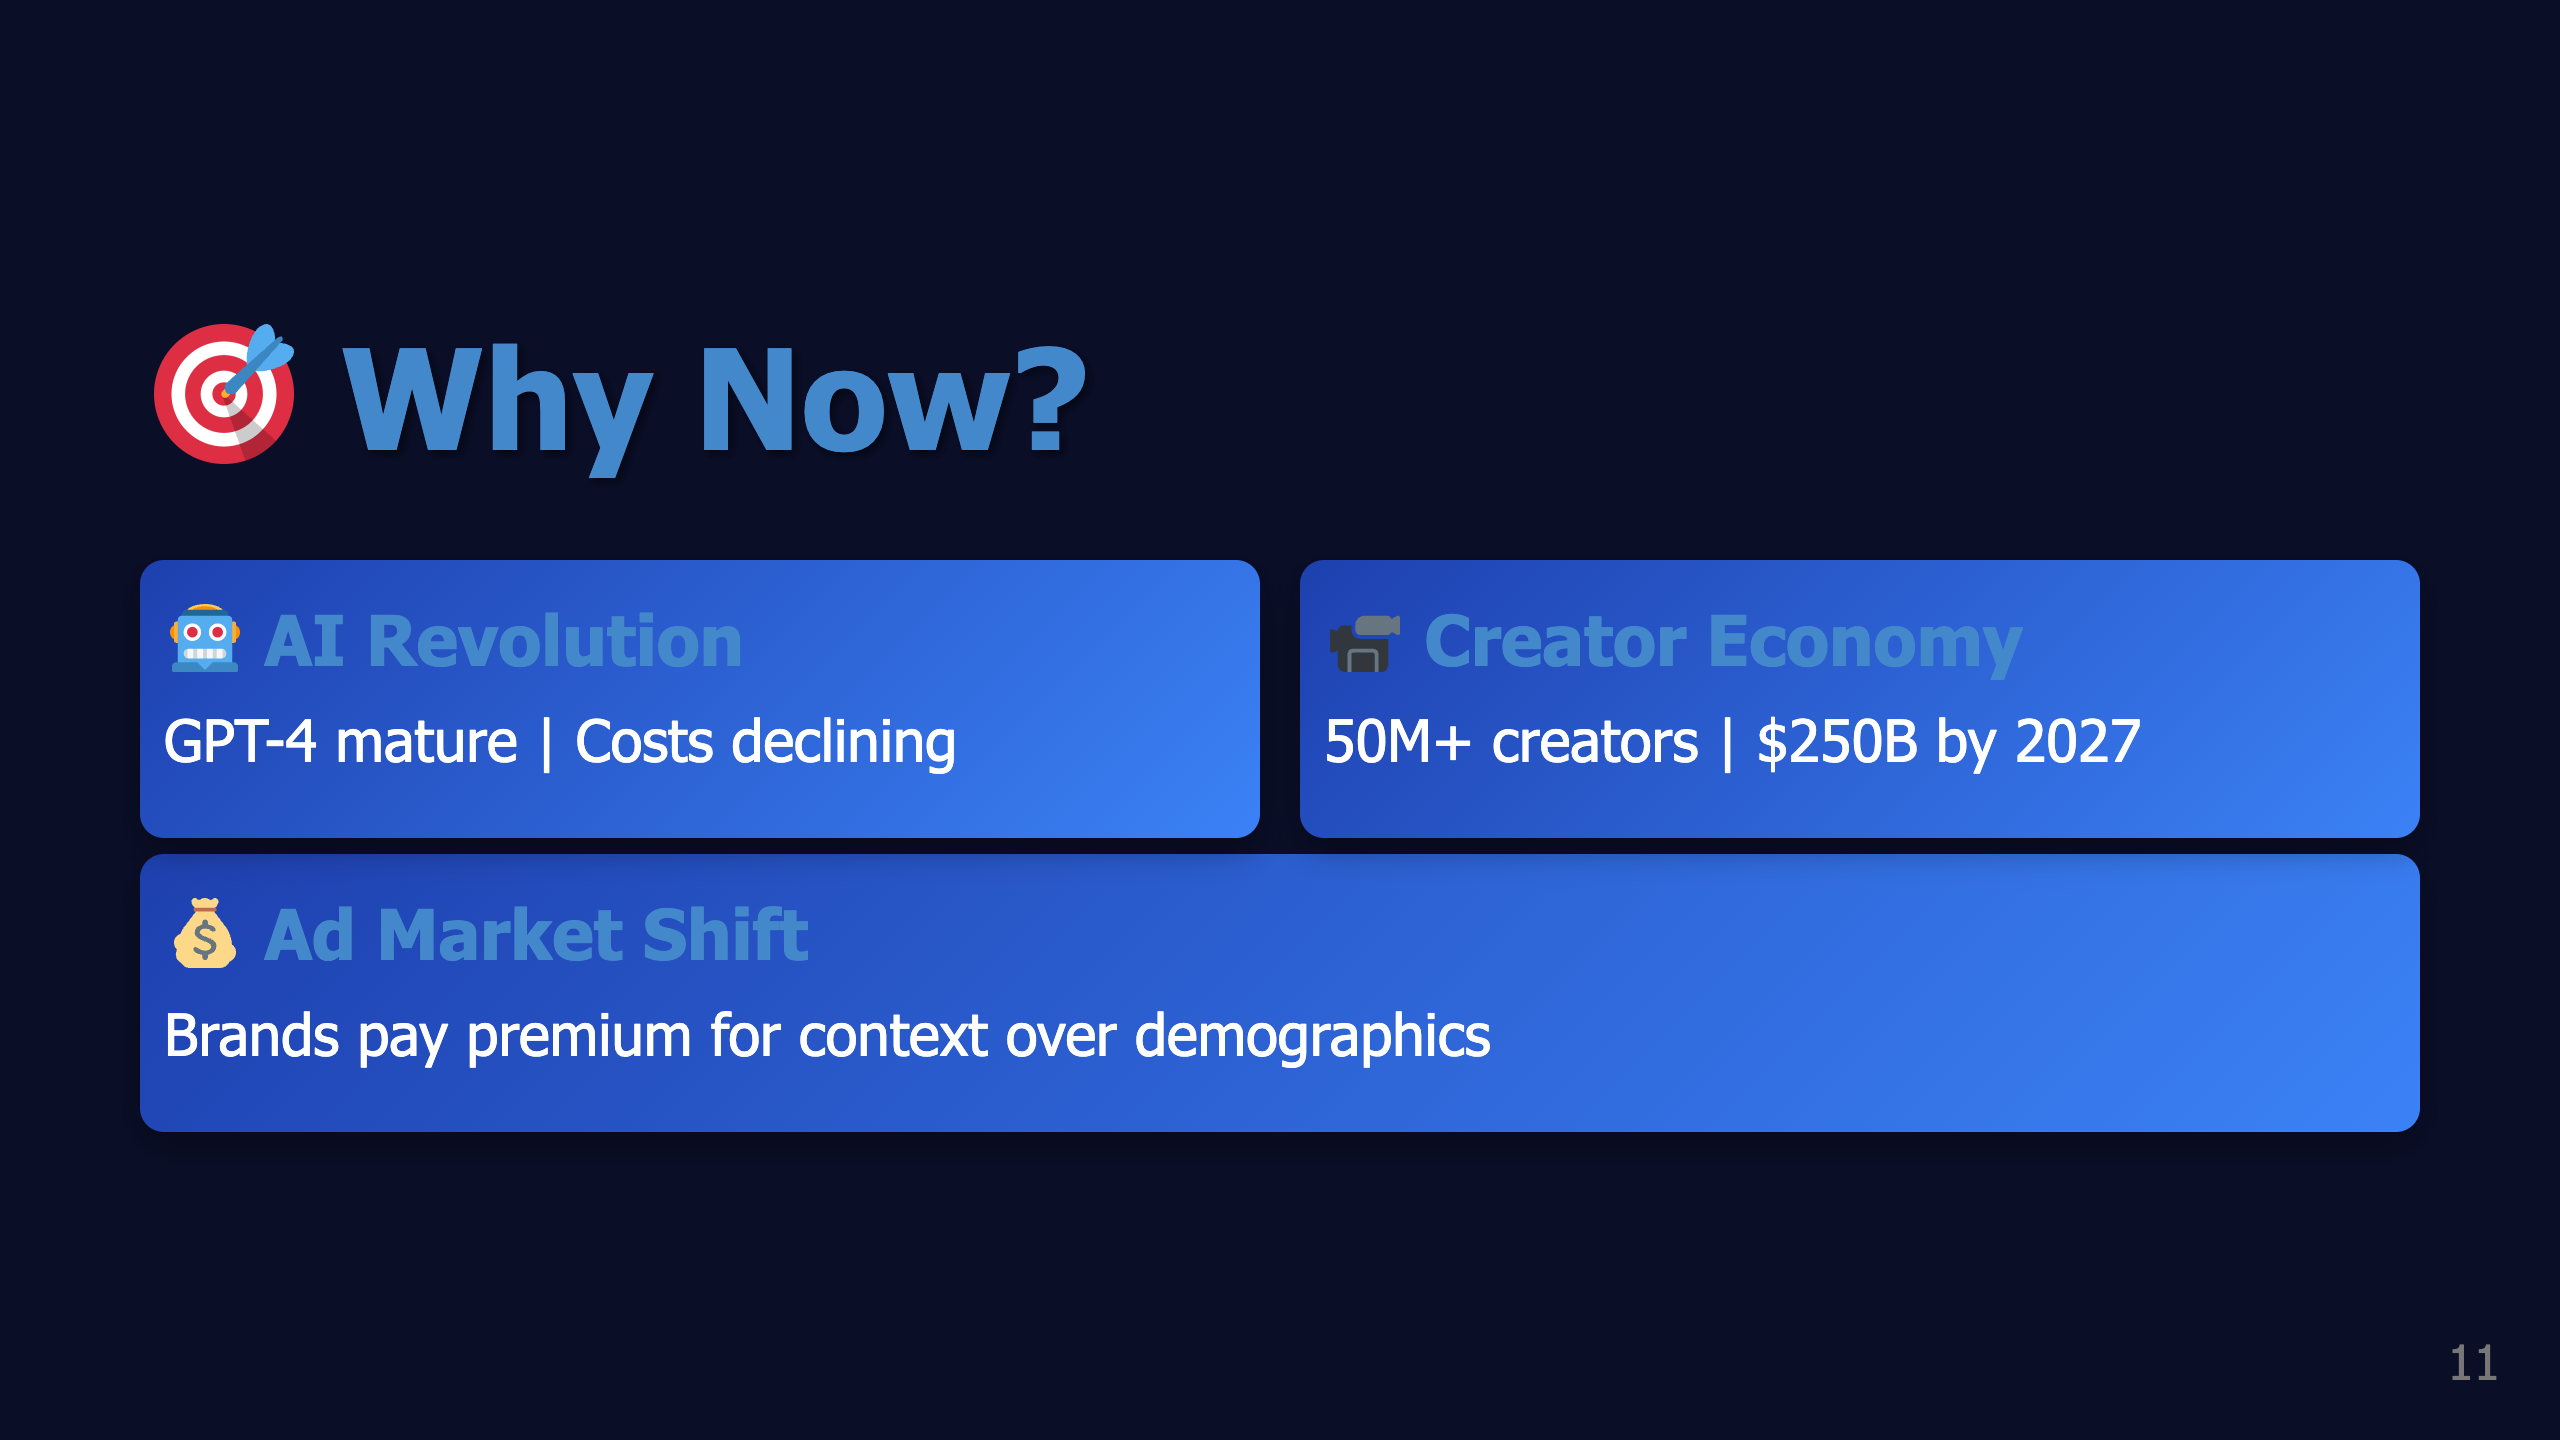 Why Now?
AI Revolution
GPT-4 mature | Costs declining
Creator Economy
50M+ creators | $250B by 2027
Ad Market Shift
Brands pay premium for context over demographics
11